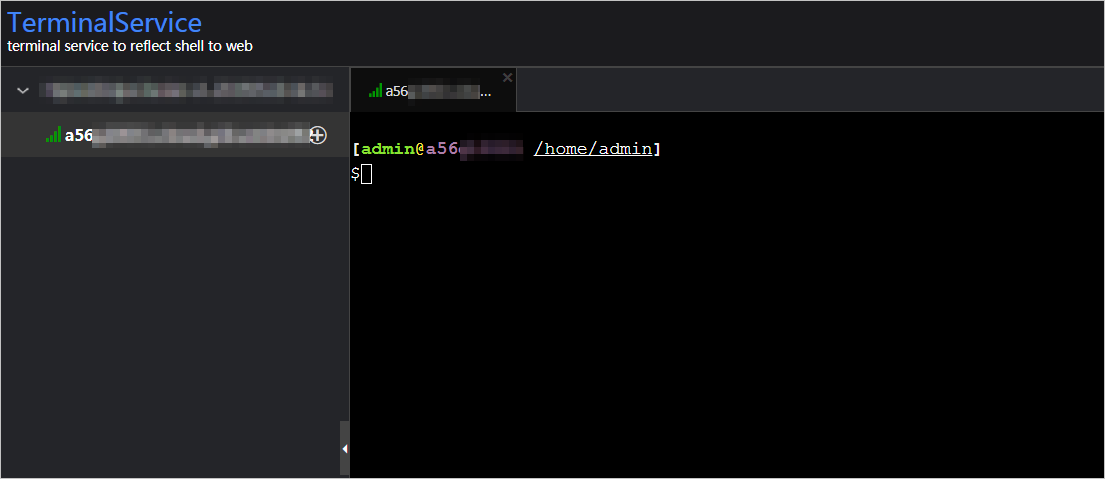 TerminalService
terminal service to reflect shell to web
a56
a56 ...
[admin@a56 /home/admin]
$